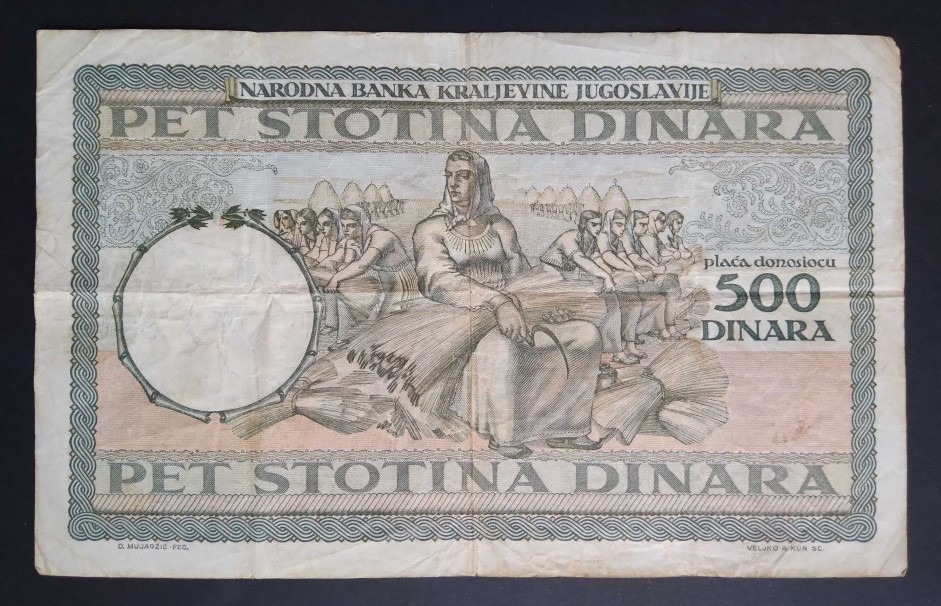 NARODNA BANKA KRALJEVINE JUGOSLAVIJE
PET STOTINA DINARA
plaća donosiocu
500
DINARA
PET STOTINA DINARA
O. MUJADŽIĆ·FEC.
VELJKO A. KUN SC.